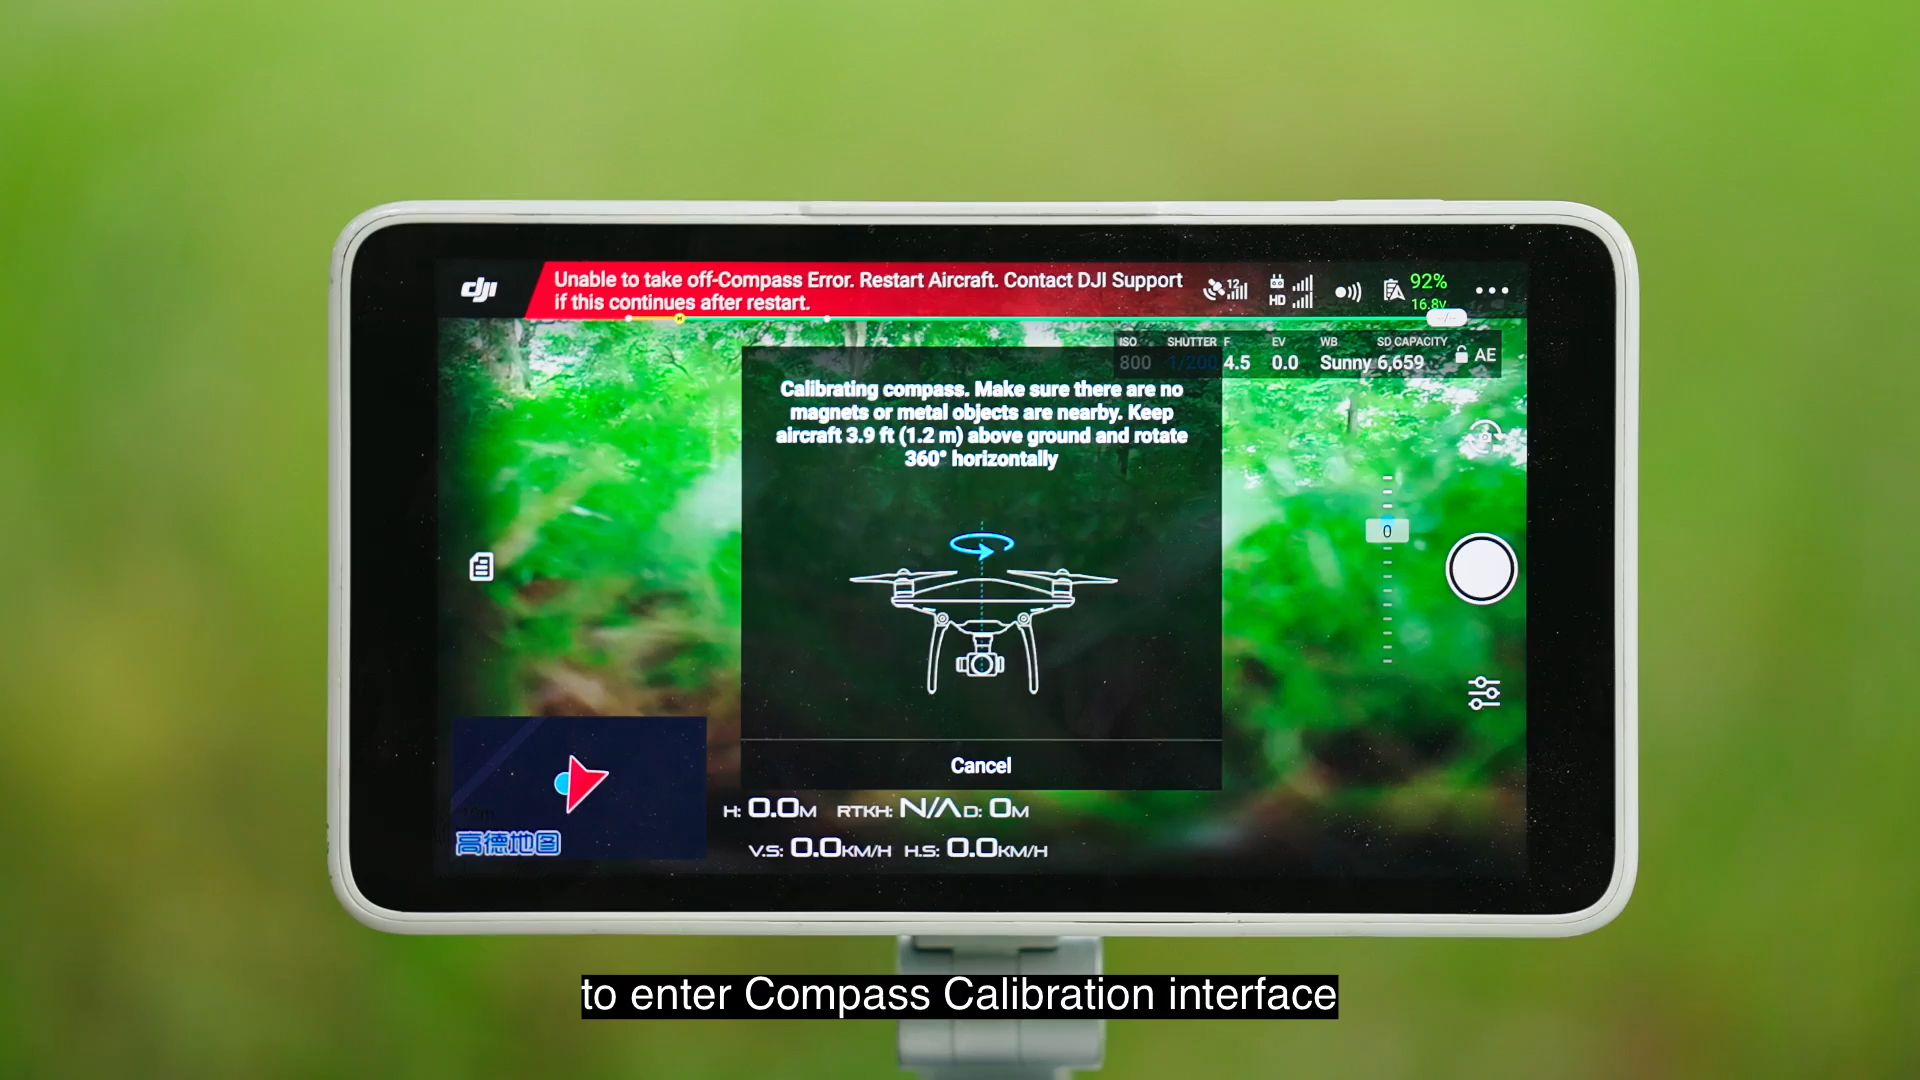 dji
Unable to take off-Compass Error. Restart Aircraft. Contact DJI Support
if this continues after restart.
12
HD
92%
16.8v
H
-/-
ISO SHUTTER F EV WB SD CAPACITY
800 1/200 4.5 0.0 Sunny 6,659 AE
Calibrating compass. Make sure there are no
magnets or metal objects are nearby. Keep
aircraft 3.9 ft (1.2 m) above ground and rotate
360° horizontally
0
Cancel
高德地图
H: 0.0M RTKH: N/A D: 0M
V.S: 0.0KM/H H.S: 0.0KM/H
to enter Compass Calibration interface